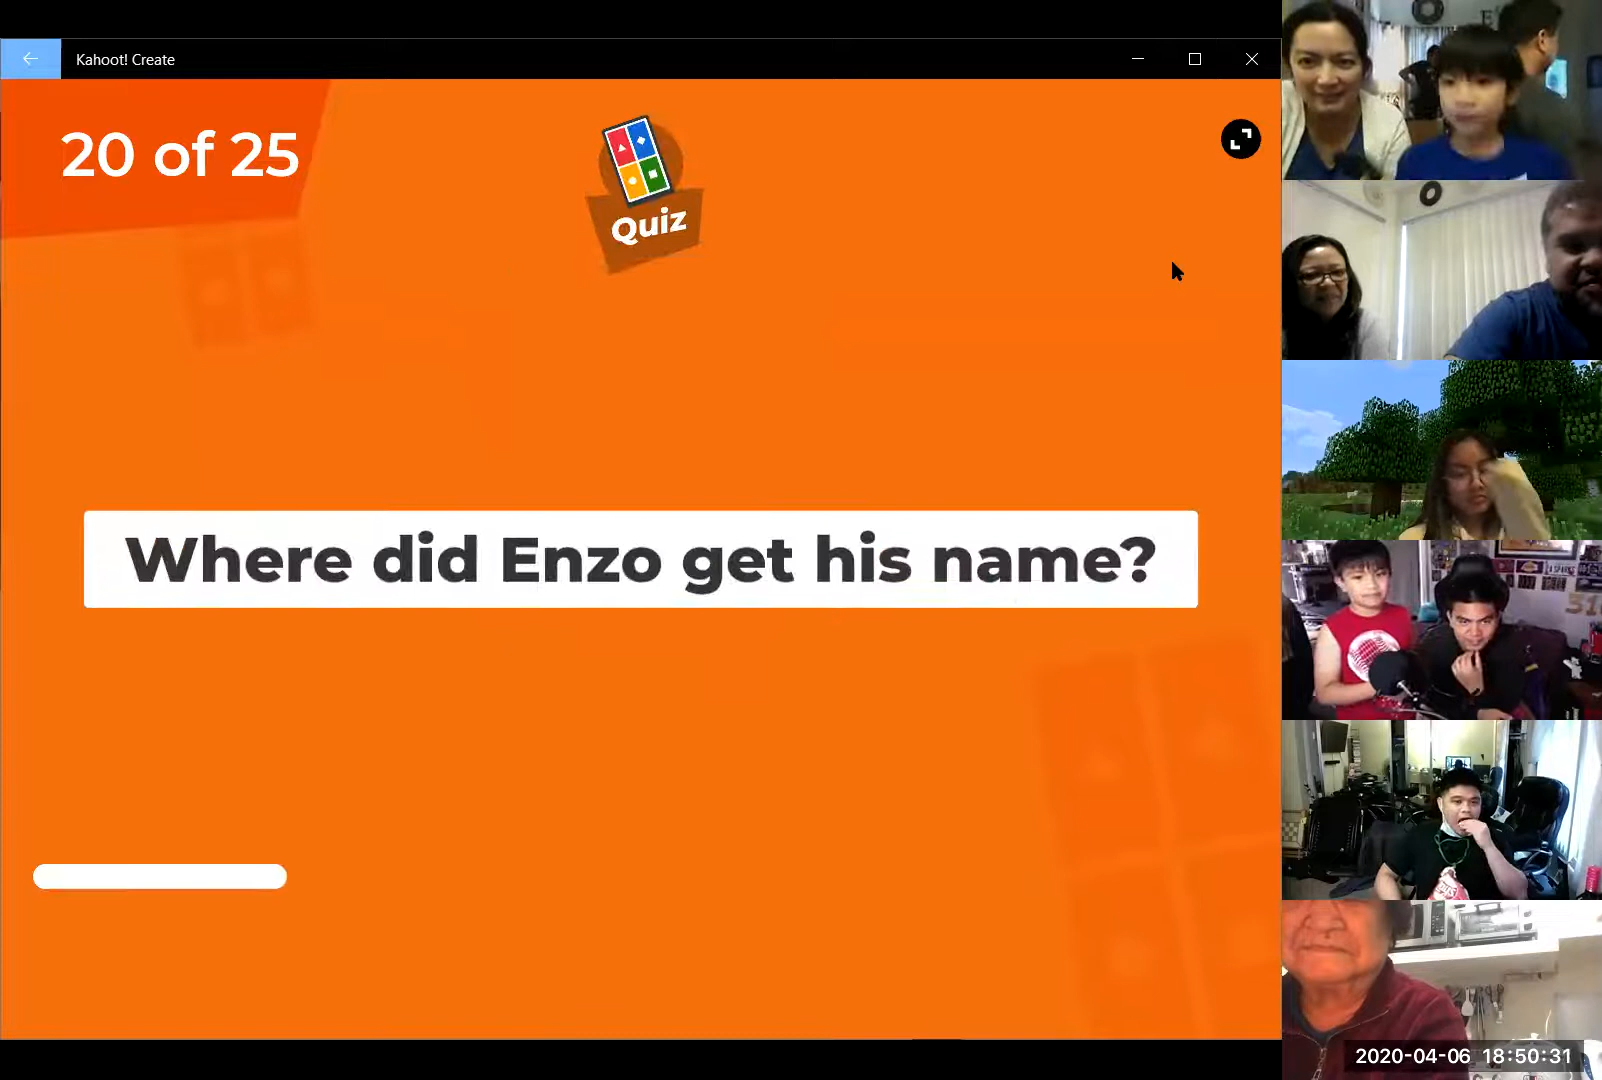 Kahoot! Create
20 of 25
Quiz
Where did Enzo get his name?
2020-04-06 18:50:31